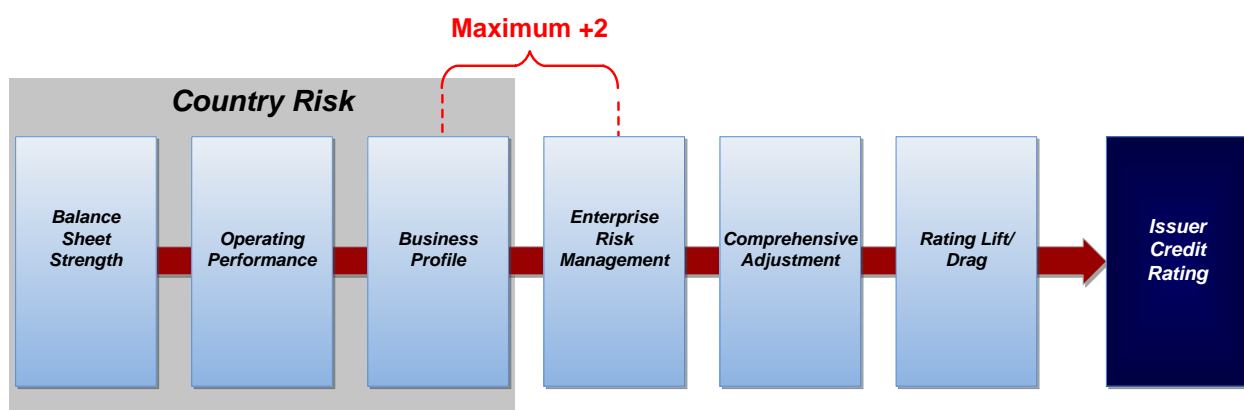 Maximum +2
Country Risk
Balance
Sheet
Strength
Operating
Performance
Business
Profile
Enterprise
Risk
Management
Comprehensive
Adjustment
Rating Lift/
Drag
Issuer
Credit
Rating